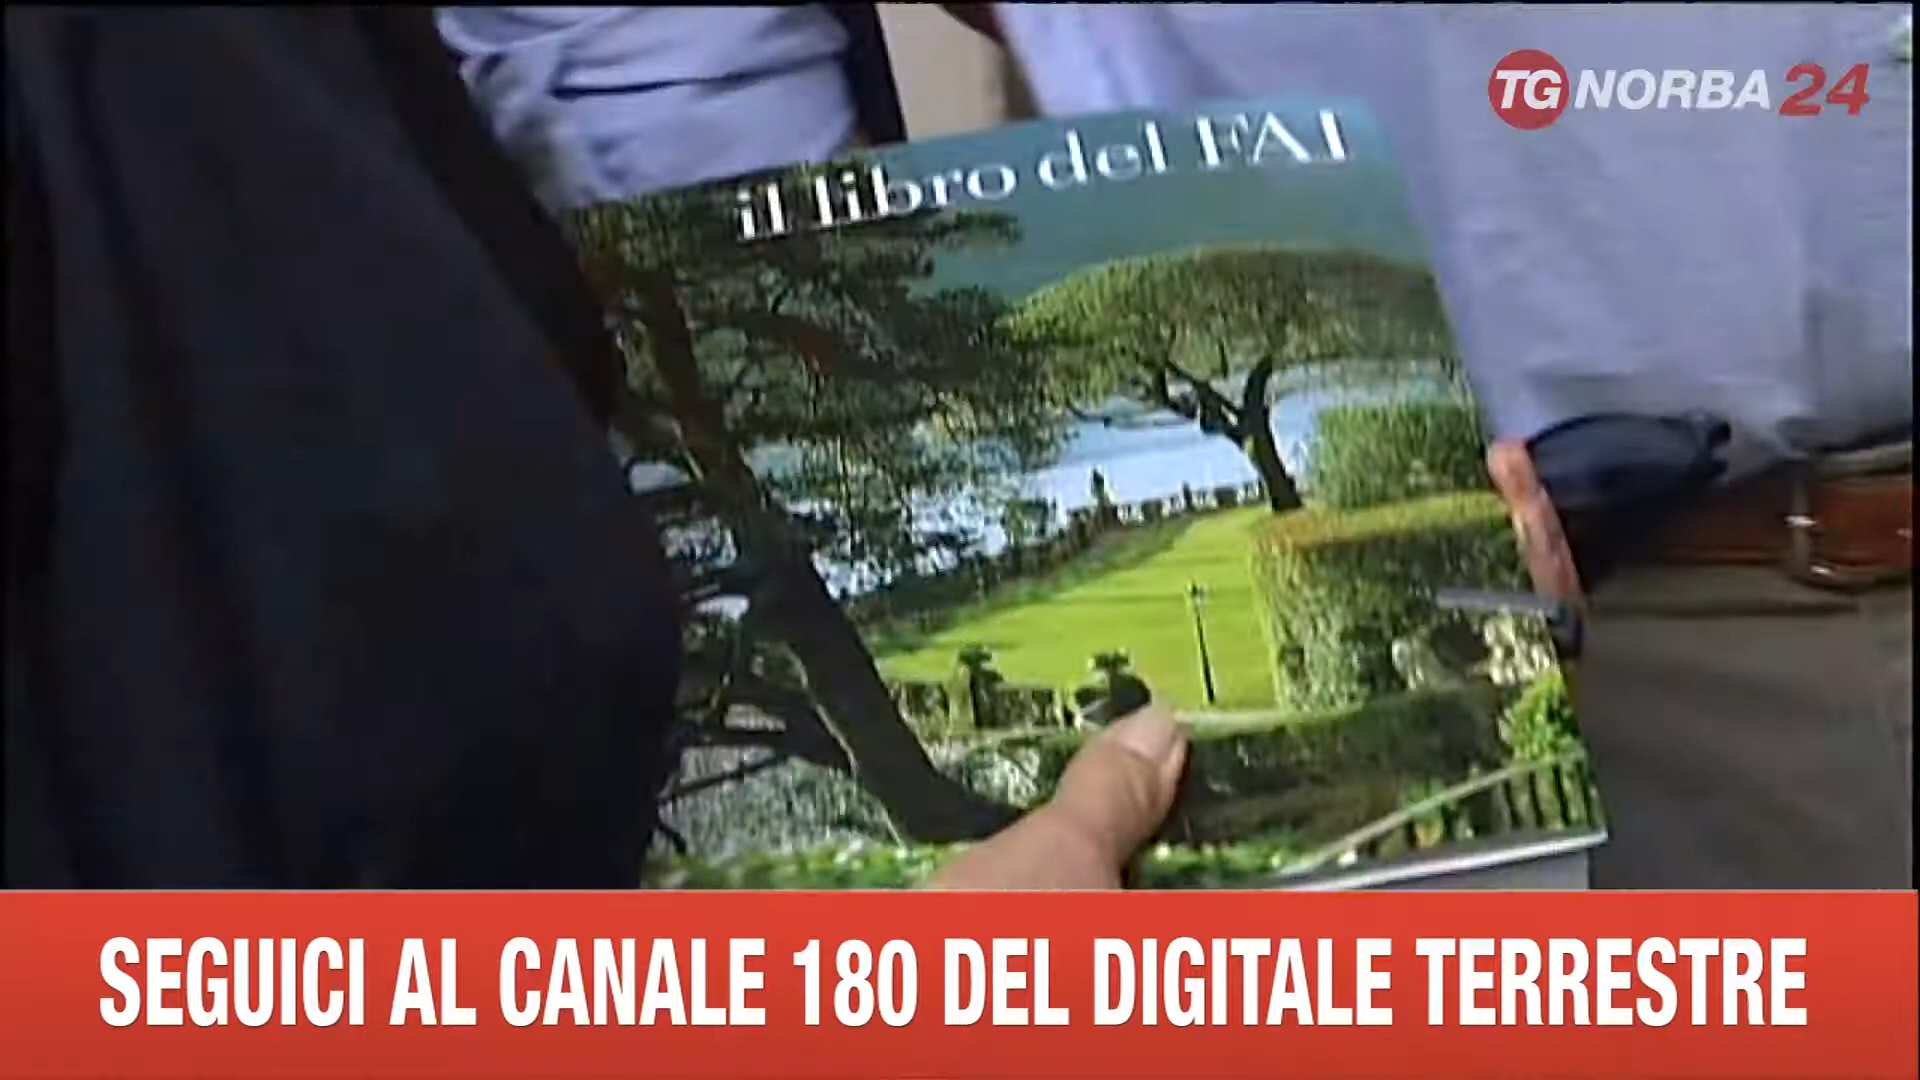 TG NORBA 24
il libro del FAI
SEGUICI AL CANALE 180 DEL DIGITALE TERRESTRE